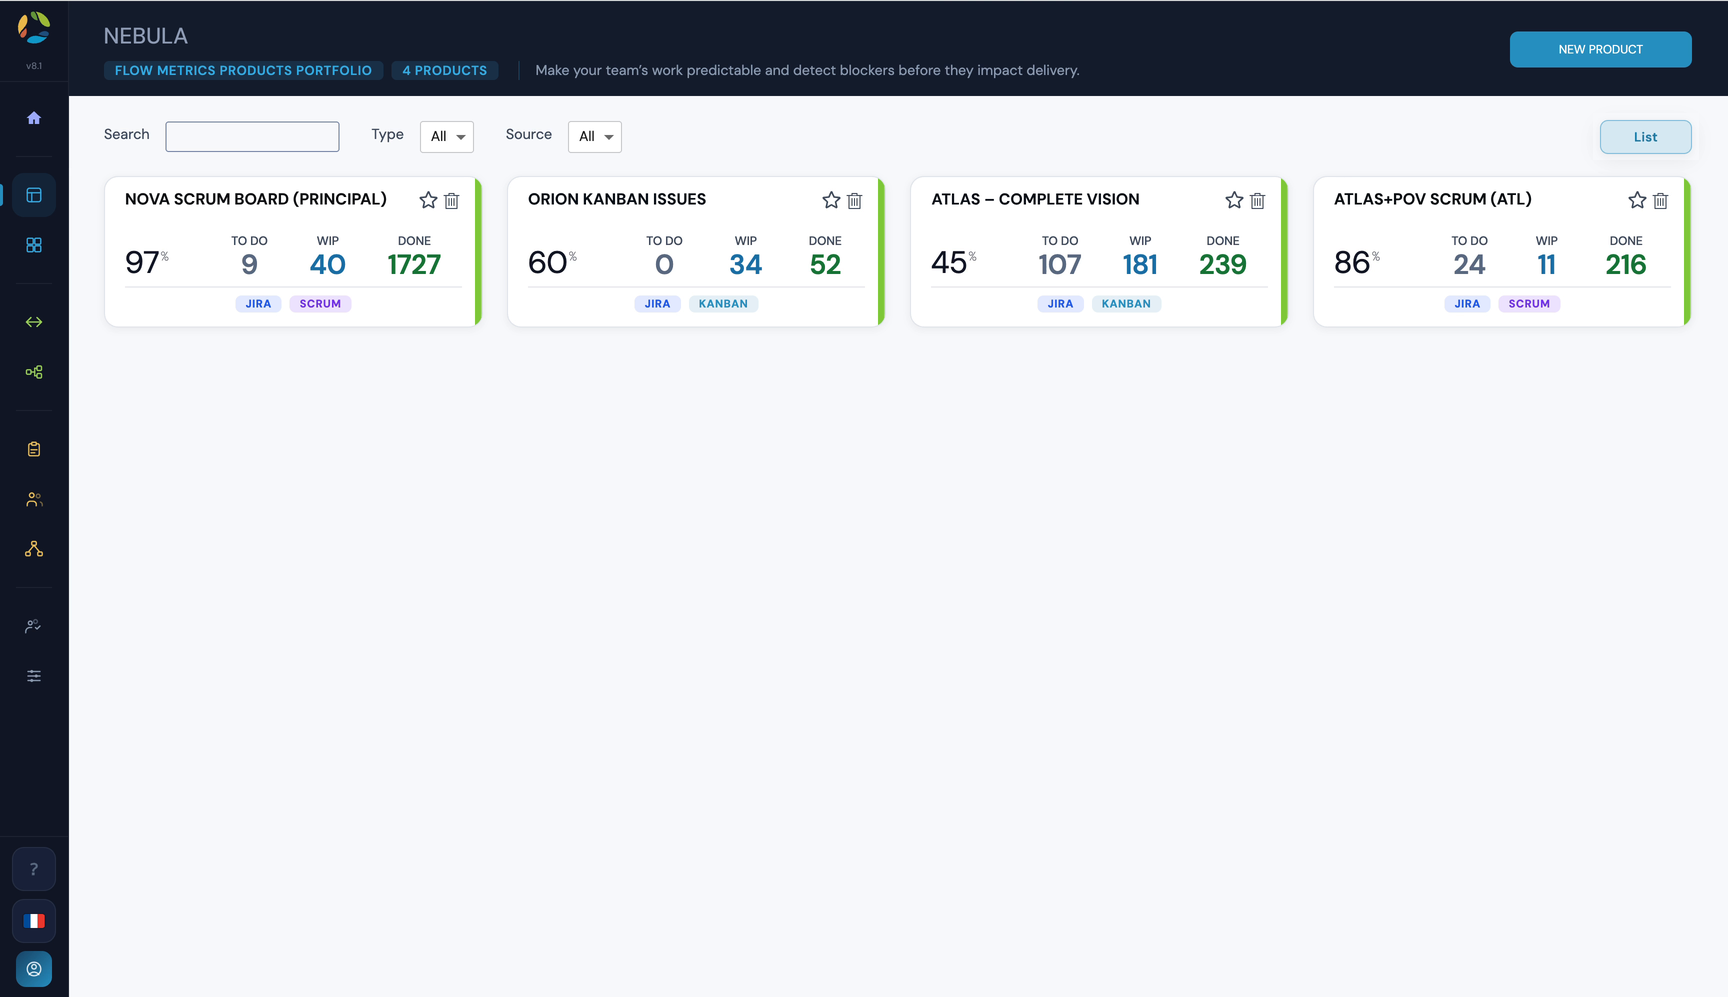 v8.1
NEBULA
FLOW METRICS PRODUCTS PORTFOLIO 4 PRODUCTS Make your team's work predictable and detect blockers before they impact delivery.
NEW PRODUCT
Search Type All Source All List
NOVA SCRUM BOARD (PRINCIPAL)
TO DO WIP DONE
97% 9 40 1727
JIRA SCRUM
ORION KANBAN ISSUES
TO DO WIP DONE
60% 0 34 52
JIRA KANBAN
ATLAS – COMPLETE VISION
TO DO WIP DONE
45% 107 181 239
JIRA KANBAN
ATLAS+POV SCRUM (ATL)
TO DO WIP DONE
86% 24 11 216
JIRA SCRUM
?